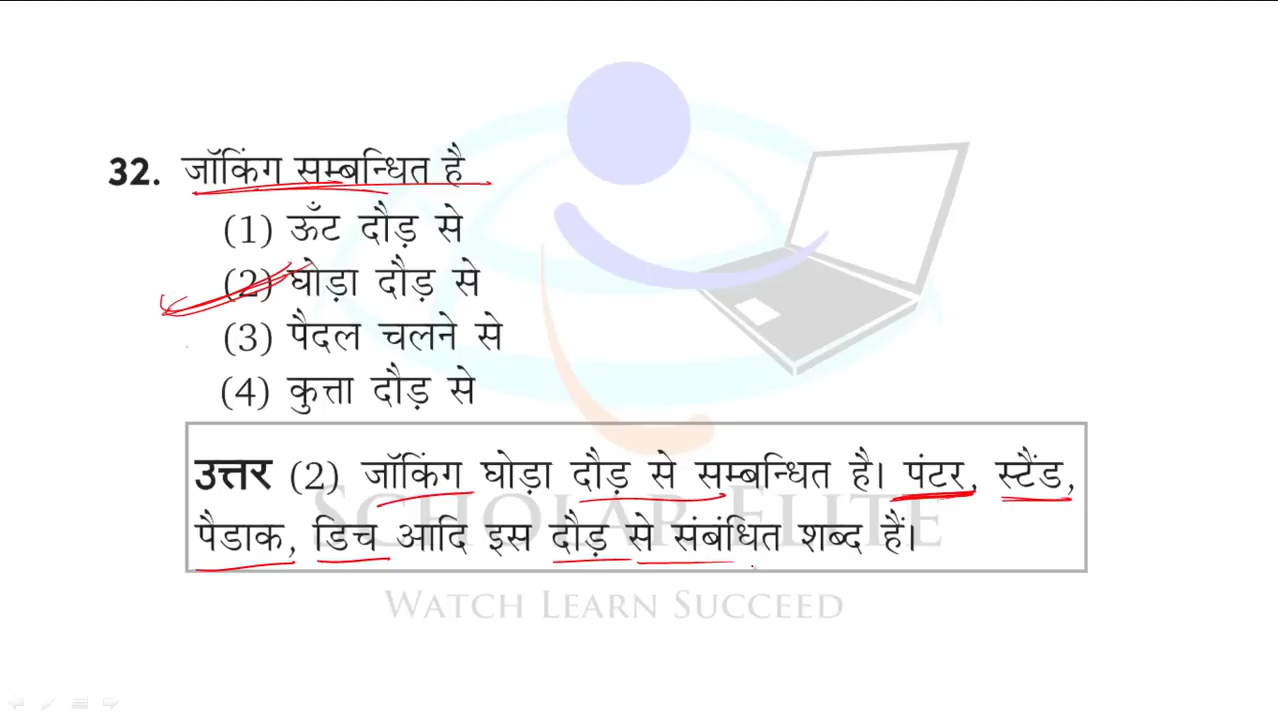 32. जॉकिंग सम्बन्धित है
(1) ऊँट दौड़ से
(2) घोड़ा दौड़ से
(3) पैदल चलने से
(4) कुत्ता दौड़ से
उत्तर (2) जॉकिंग घोड़ा दौड़ से सम्बन्धित है। पंटर, स्टैंड,
पैडाक, डिच आदि इस दौड़ से संबंधित शब्द हैं।
SCHOLAR ELITE
WATCH LEARN SUCCEED